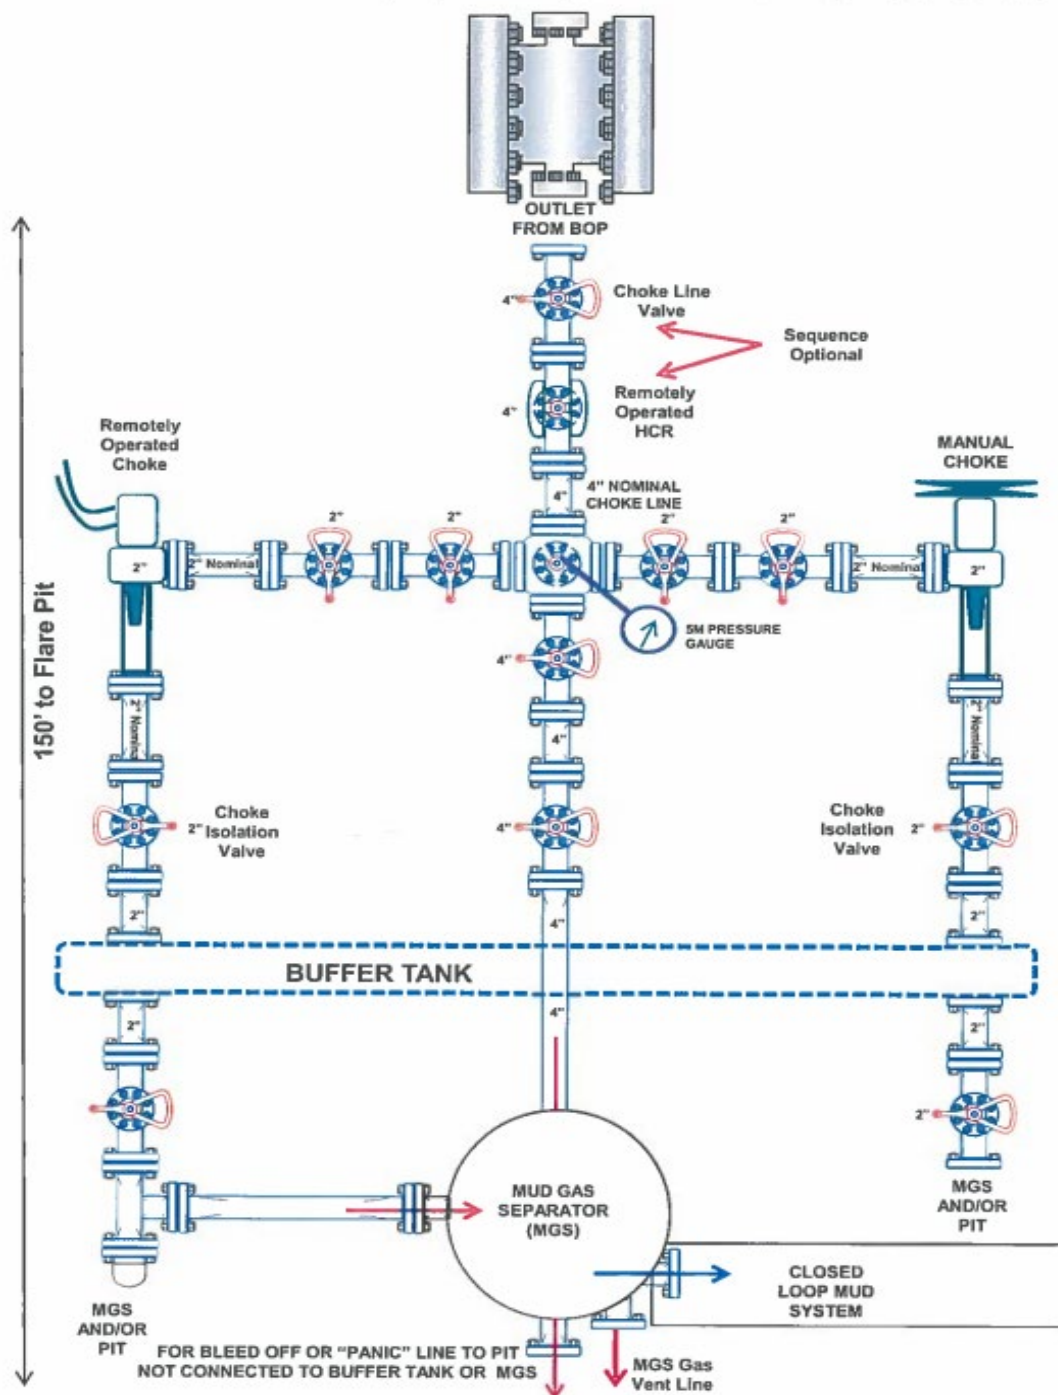 OUTLET
FROM BOP
4"
Choke Line
Valve
Sequence
Optional
4"
Remotely
Operated
HCR
Remotely
Operated
Choke
MANUAL
CHOKE
4" NOMINAL
CHOKE LINE
4"
2"
2"
2"
2"
2"
2" Nominal
2" Nominal
2"
5M PRESSURE
GAUGE
4"
150' to Flare Pit
2" Nominal
4"
2" Nominal
2"
Choke
Isolation
Valve
4"
Choke
Isolation
Valve
2"
2"
4"
2"
BUFFER TANK
2"
4"
2"
2"
MUD GAS
SEPARATOR
(MGS)
MGS
AND/OR
PIT
CLOSED
LOOP MUD
SYSTEM
MGS
AND/OR
PIT
FOR BLEED OFF OR "PANIC" LINE TO PIT
NOT CONNECTED TO BUFFER TANK OR MGS
MGS Gas
Vent Line